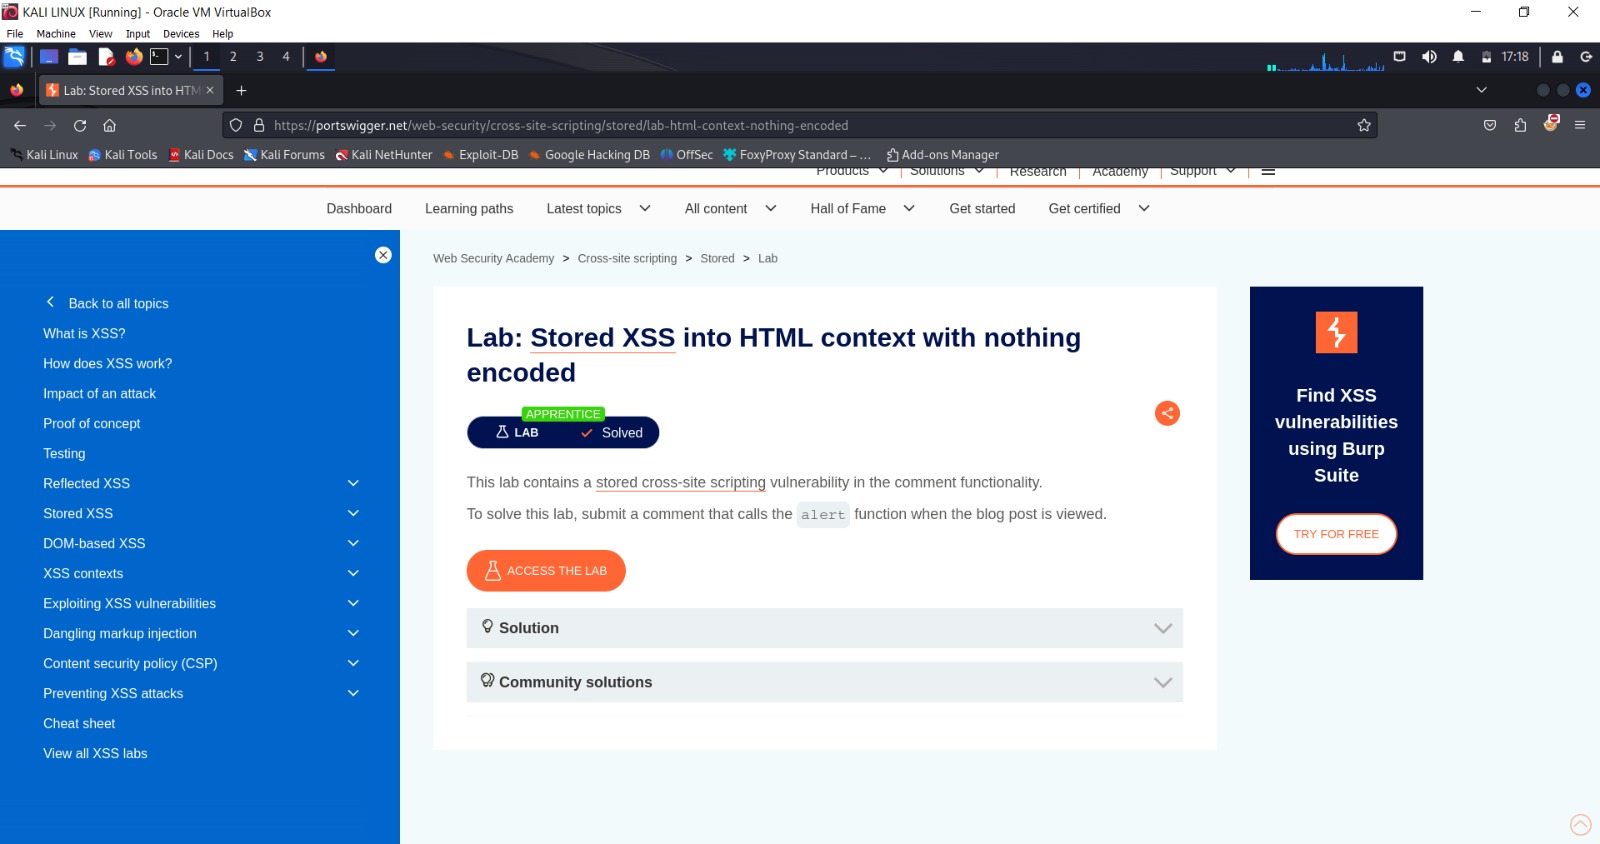 KALI LINUX [Running] - Oracle VM VirtualBox
File Machine View Input Devices Help
1 2 3 4 17:18
Lab: Stored XSS into HTM
https://portswigger.net/web-security/cross-site-scripting/stored/lab-html-context-nothing-encoded
Kali Linux Kali Tools Kali Docs Kali Forums Kali NetHunter Exploit-DB Google Hacking DB OffSec FoxyProxy Standard – ... Add-ons Manager
Products Solutions Research Academy Support
Dashboard Learning paths Latest topics All content Hall of Fame Get started Get certified
Back to all topics
What is XSS?
How does XSS work?
Impact of an attack
Proof of concept
Testing
Reflected XSS
Stored XSS
DOM-based XSS
XSS contexts
Exploiting XSS vulnerabilities
Dangling markup injection
Content security policy (CSP)
Preventing XSS attacks
Cheat sheet
View all XSS labs
Web Security Academy > Cross-site scripting > Stored > Lab
Lab: Stored XSS into HTML context with nothing
encoded
APPRENTICE
LAB Solved
This lab contains a stored cross-site scripting vulnerability in the comment functionality.
To solve this lab, submit a comment that calls the alert function when the blog post is viewed.
ACCESS THE LAB
Solution
Community solutions
Find XSS
vulnerabilities
using Burp
Suite
TRY FOR FREE